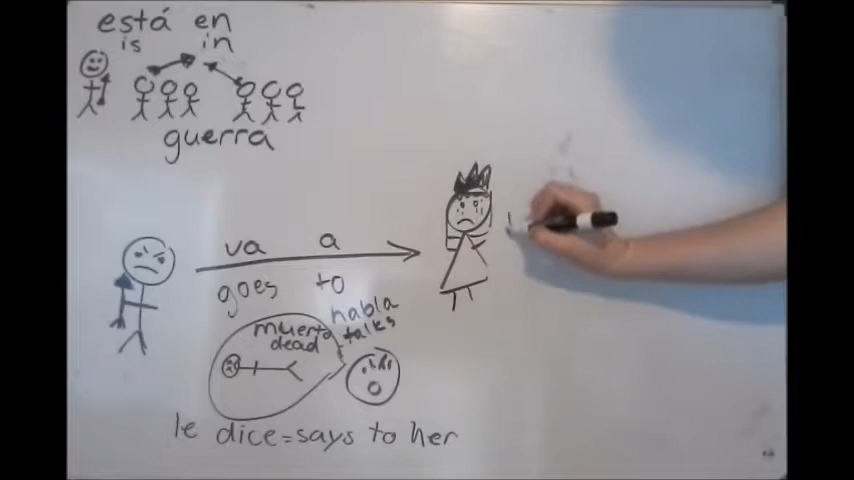 está en
is in
guerra
va a
goes to
habla
talks
muerto
dead
le dice=says to her